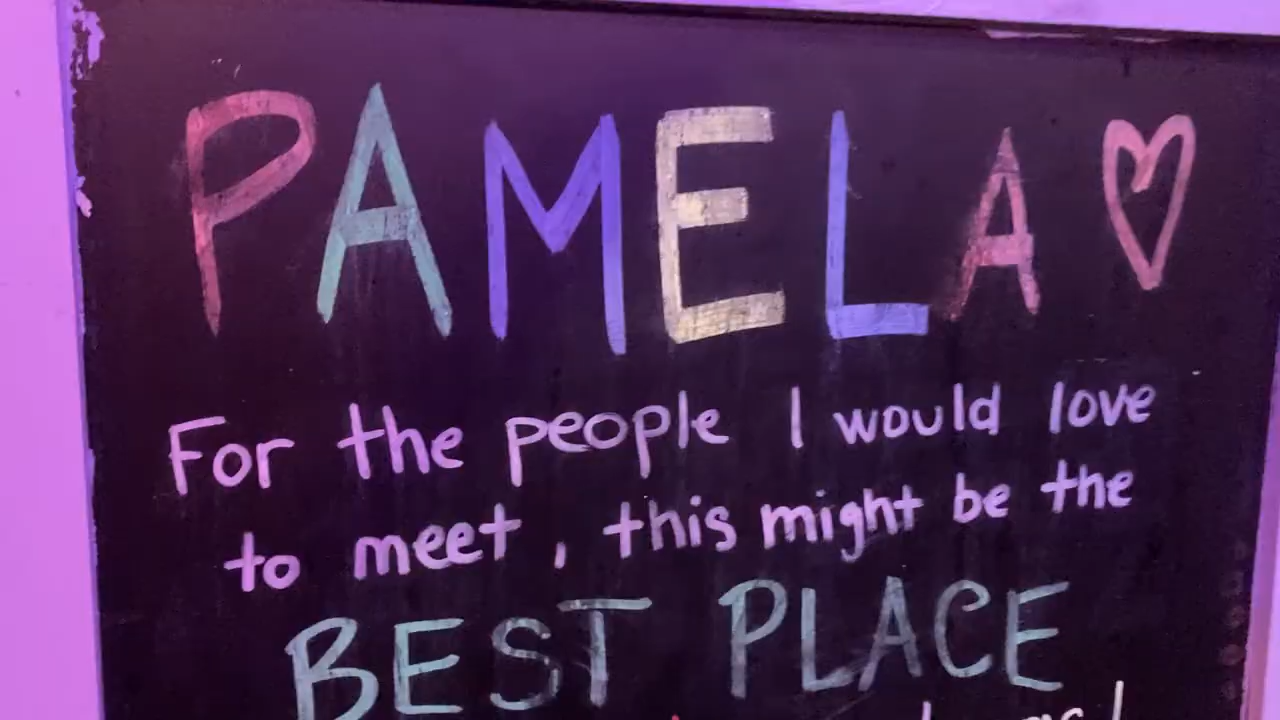 PAMELA
For the people I would love
to meet, this might be the
BEST PLACE